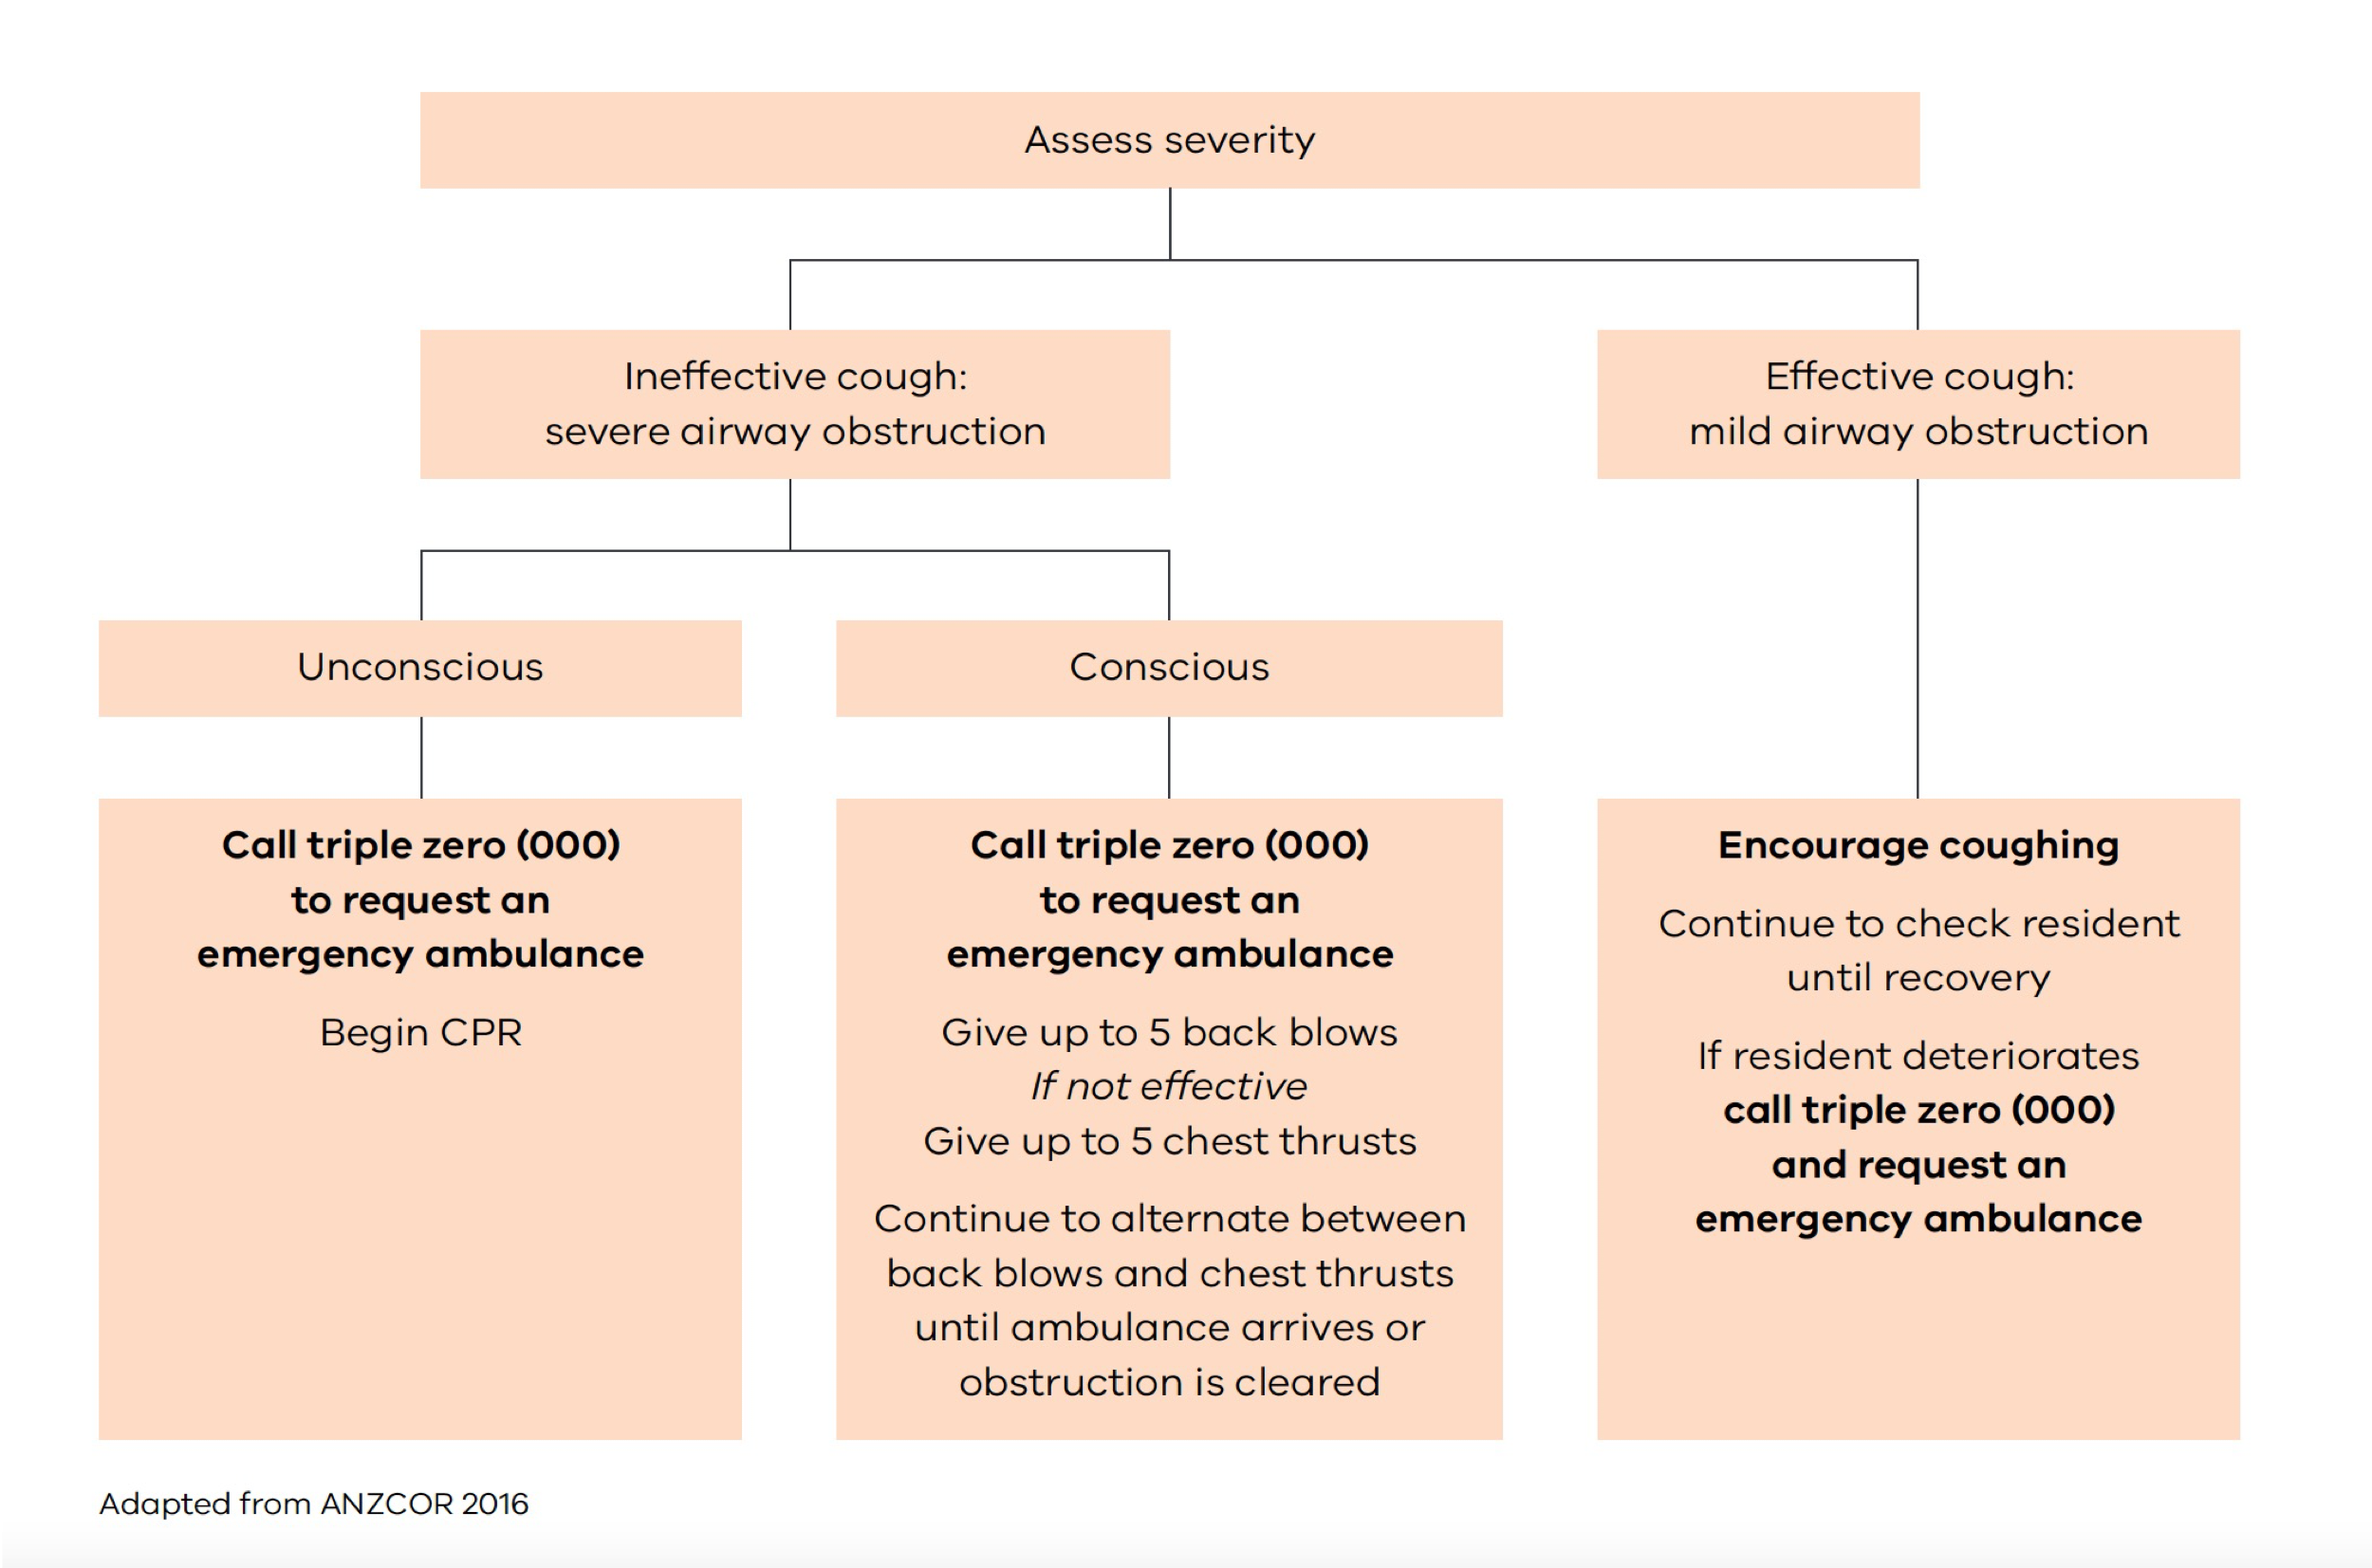 Assess severity
Ineffective cough:
severe airway obstruction
Effective cough:
mild airway obstruction
Unconscious
Conscious
Call triple zero (000)
to request an
emergency ambulance
Begin CPR
Call triple zero (000)
to request an
emergency ambulance
Give up to 5 back blows
If not effective
Give up to 5 chest thrusts
Continue to alternate between
back blows and chest thrusts
until ambulance arrives or
obstruction is cleared
Encourage coughing
Continue to check resident
until recovery
If resident deteriorates
call triple zero (000)
and request an
emergency ambulance
Adapted from ANZCOR 2016